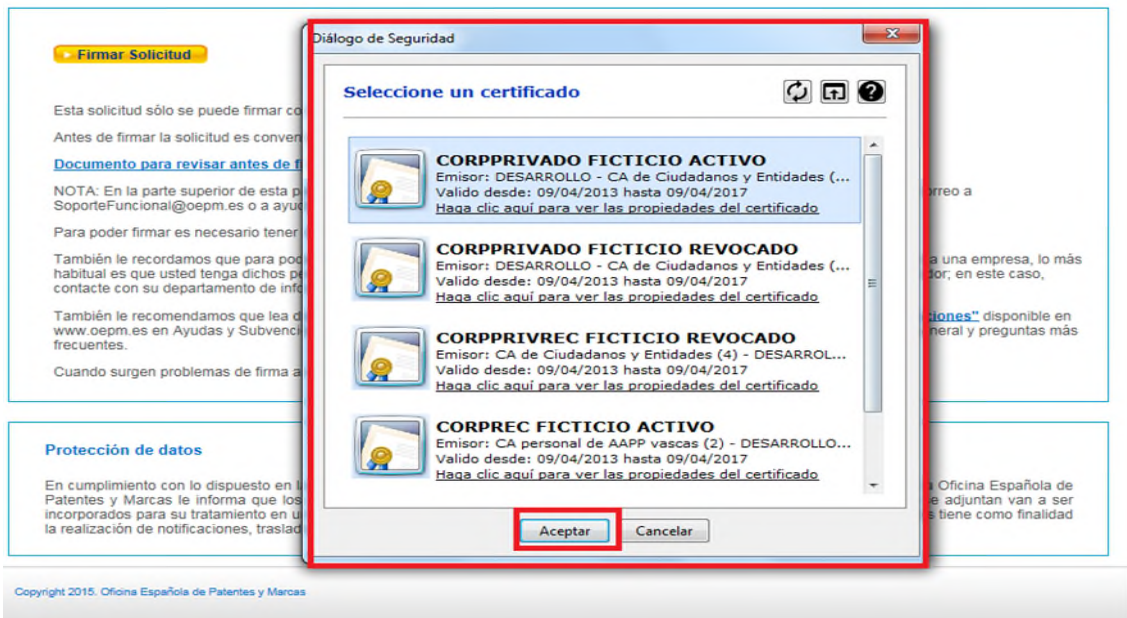 Firmar Solicitud
Esta solicitud sólo se puede firmar co
Antes de firmar la solicitud es conven
Documento para revisar antes de fi
NOTA: En la parte superior de esta p
orreo a
SoporteFuncional@oepm.es o a ayuc
Para poder firmar es necesario tener
También le recordamos que para pod
a una empresa, lo más
habitual es que usted tenga dichos pe
dor; en este caso,
contacte con su departamento de info
También le recomendamos que lea d
ciones" disponible en
www.oepm.es en Ayudas y Subvenci
neral y preguntas más
frecuentes.
Cuando surgen problemas de firma a
Diálogo de Seguridad
Seleccione un certificado
CORPPRIVADO FICTICIO ACTIVO
Emisor: DESARROLLO - CA de Ciudadanos y Entidades (...
Valido desde: 09/04/2013 hasta 09/04/2017
Haga clic aquí para ver las propiedades del certificado
CORPPRIVADO FICTICIO REVOCADO
Emisor: DESARROLLO - CA de Ciudadanos y Entidades (...
Valido desde: 09/04/2013 hasta 09/04/2017
Haga clic aquí para ver las propiedades del certificado
CORPPRIVREC FICTICIO REVOCADO
Emisor: CA de Ciudadanos y Entidades (4) - DESARROL...
Valido desde: 09/04/2013 hasta 09/04/2017
Haga clic aquí para ver las propiedades del certificado
CORPREC FICTICIO ACTIVO
Emisor: CA personal de AAPP vascas (2) - DESARROLLO...
Valido desde: 09/04/2013 hasta 09/04/2017
Haga clic aquí para ver las propiedades del certificado
Aceptar Cancelar
Protección de datos
En cumplimiento con lo dispuesto en l
Oficina Española de
Patentes y Marcas le informa que los
e adjuntan van a ser
incorporados para su tratamiento en u
s tiene como finalidad
la realización de notificaciones, traslad
Copyright 2015. Oficina Española de Patentes y Marcas